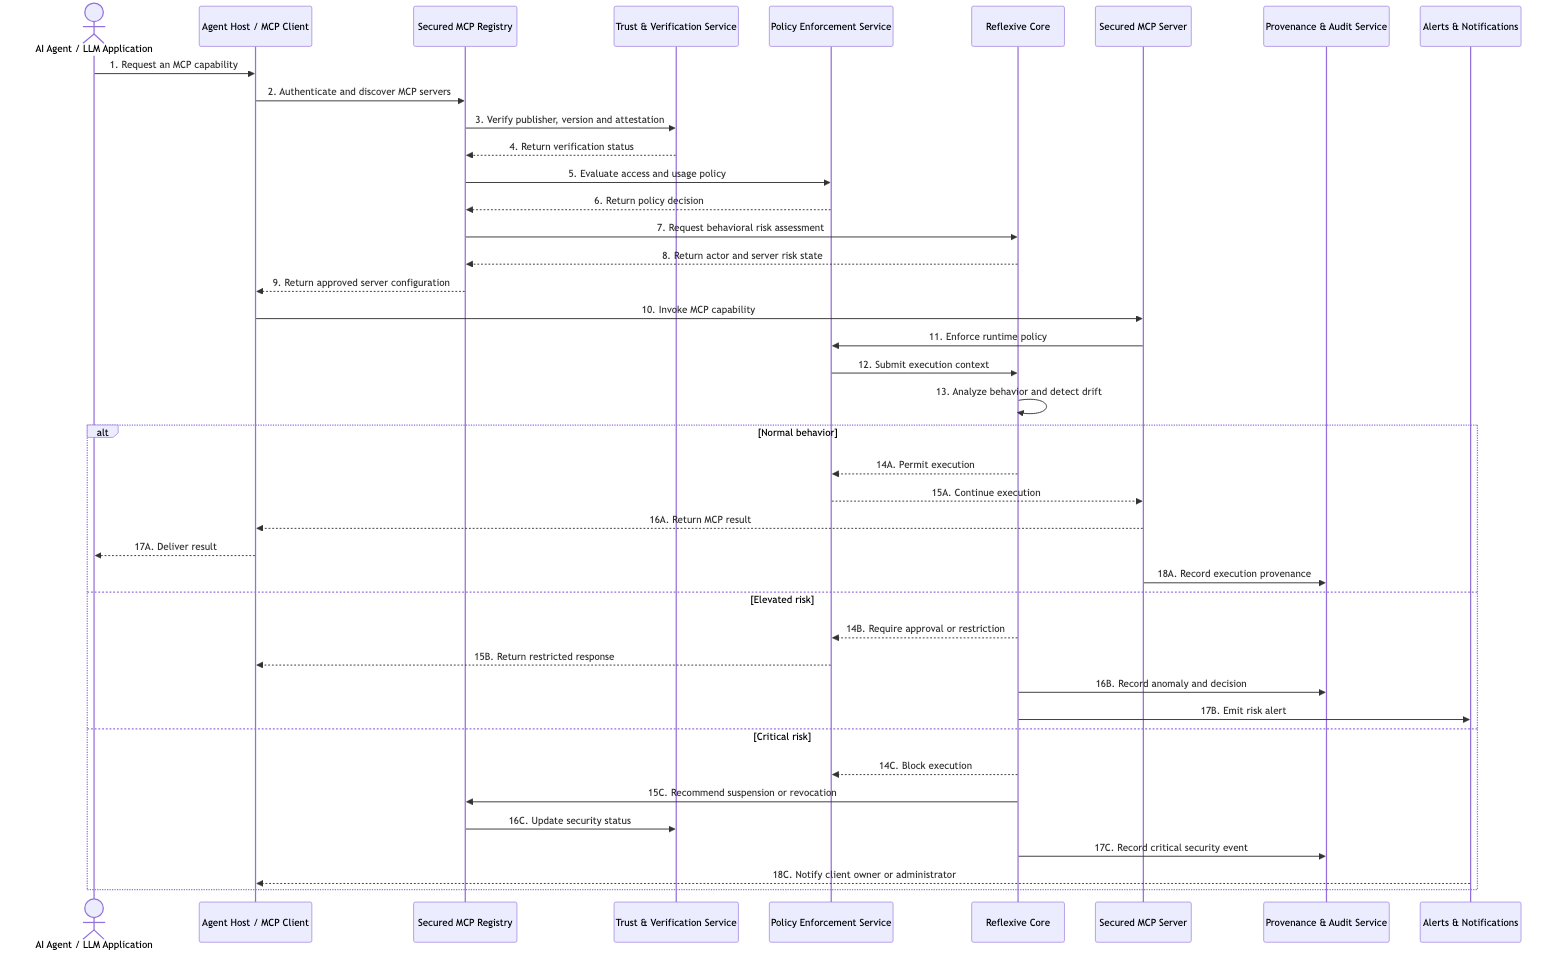 AI Agent / LLM Application
Agent Host / MCP Client
Secured MCP Registry
Trust & Verification Service
Policy Enforcement Service
Reflexive Core
Secured MCP Server
Provenance & Audit Service
Alerts & Notifications
1. Request an MCP capability
2. Authenticate and discover MCP servers
3. Verify publisher, version and attestation
4. Return verification status
5. Evaluate access and usage policy
6. Return policy decision
7. Request behavioral risk assessment
8. Return actor and server risk state
9. Return approved server configuration
10. Invoke MCP capability
11. Enforce runtime policy
12. Submit execution context
13. Analyze behavior and detect drift
alt
[Normal behavior]
14A. Permit execution
15A. Continue execution
16A. Return MCP result
17A. Deliver result
18A. Record execution provenance
[Elevated risk]
14B. Require approval or restriction
15B. Return restricted response
16B. Record anomaly and decision
17B. Emit risk alert
[Critical risk]
14C. Block execution
15C. Recommend suspension or revocation
16C. Update security status
17C. Record critical security event
18C. Notify client owner or administrator
AI Agent / LLM Application
Agent Host / MCP Client
Secured MCP Registry
Trust & Verification Service
Policy Enforcement Service
Reflexive Core
Secured MCP Server
Provenance & Audit Service
Alerts & Notifications